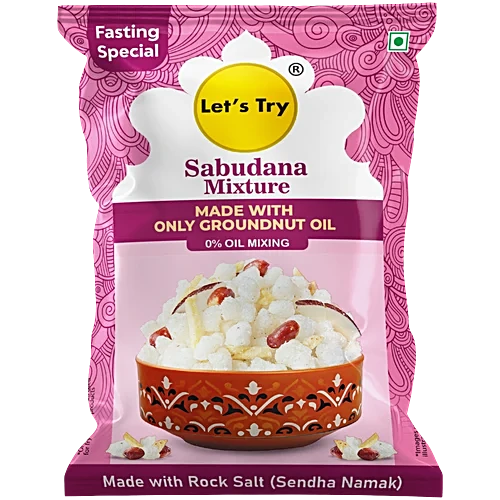 Fasting
Special
Let's Try
®
Sabudana
Mixture
MADE WITH
ONLY GROUNDNUT OIL
0% OIL MIXING
Made with Rock Salt (Sendha Namak)